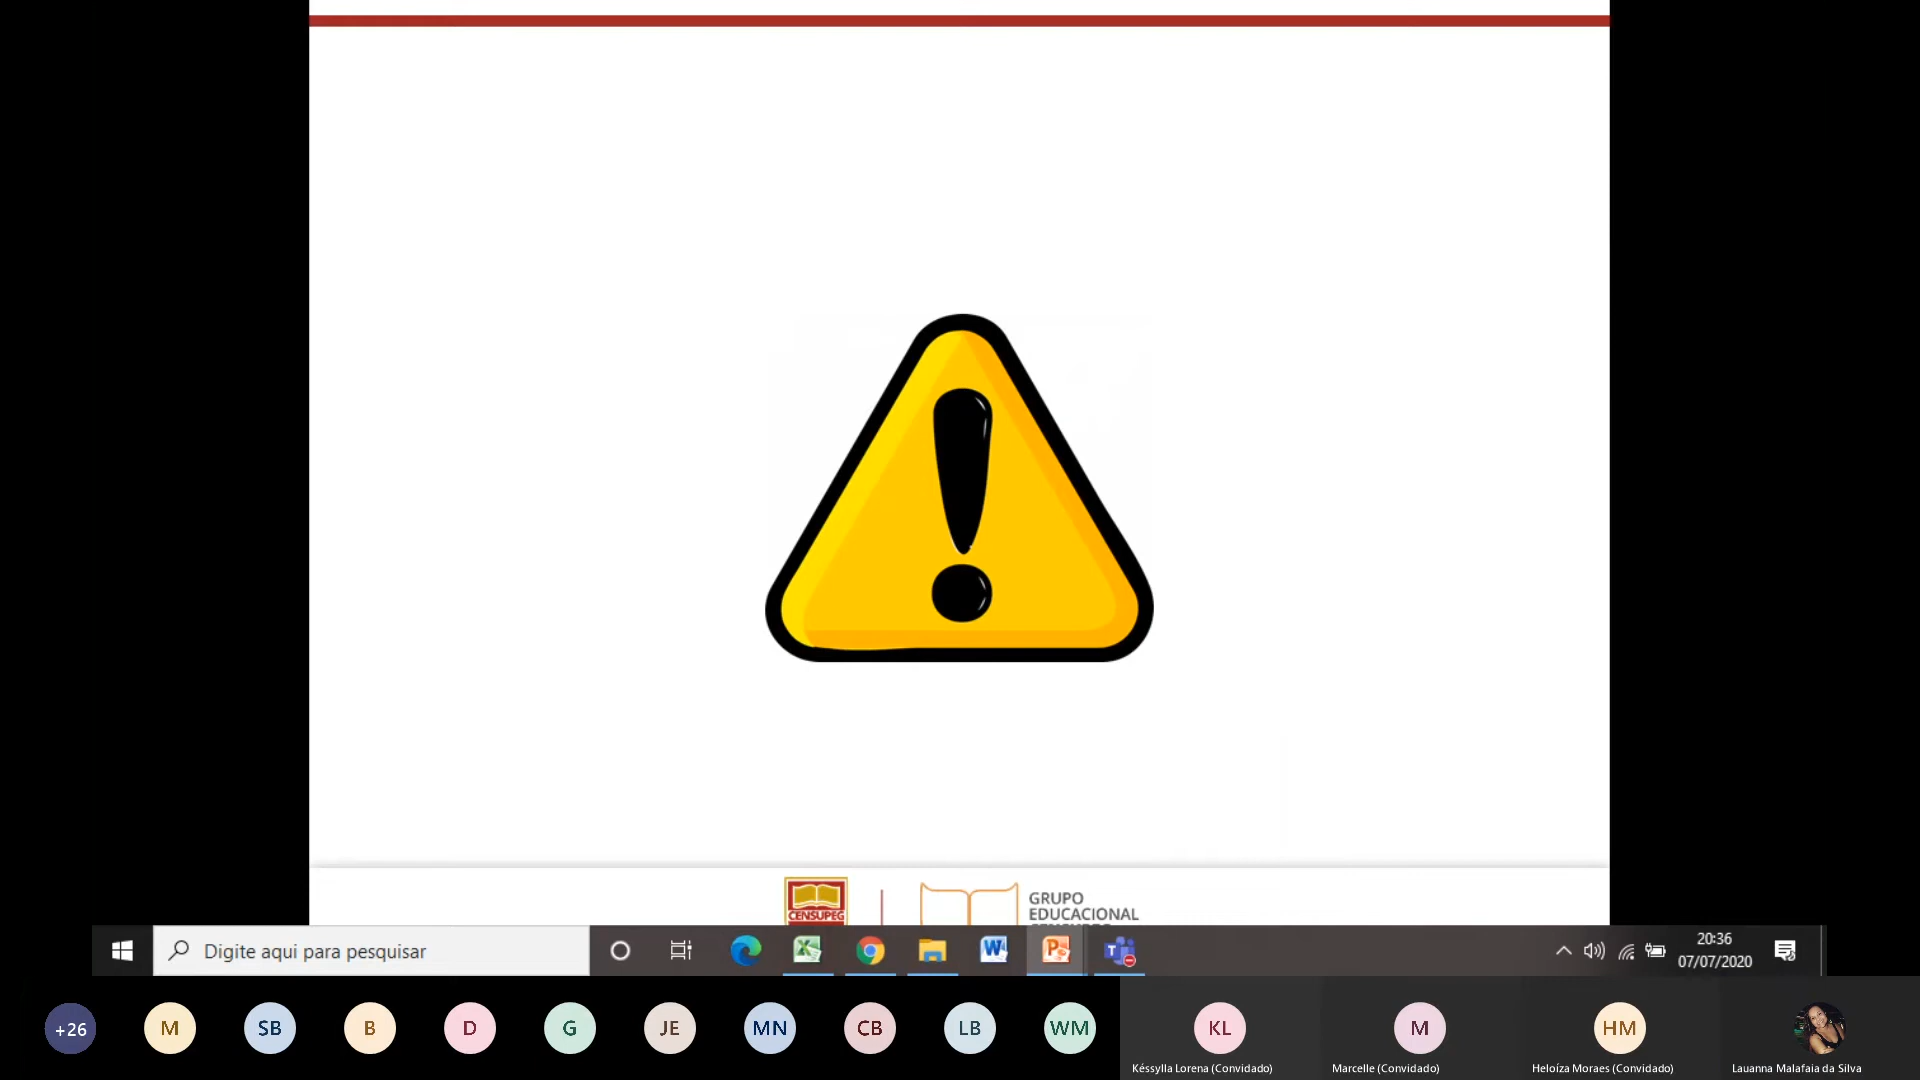 CENSUPEG
GRUPO
EDUCACIONAL
Digite aqui para pesquisar
20:36
07/07/2020
+26
M
SB
B
D
G
JE
MN
CB
LB
WM
KL
M
HM
Késsylla Lorena (Convidado)
Marcelle (Convidado)
Heloíza Moraes (Convidado)
Lauanna Malafaia da Silva